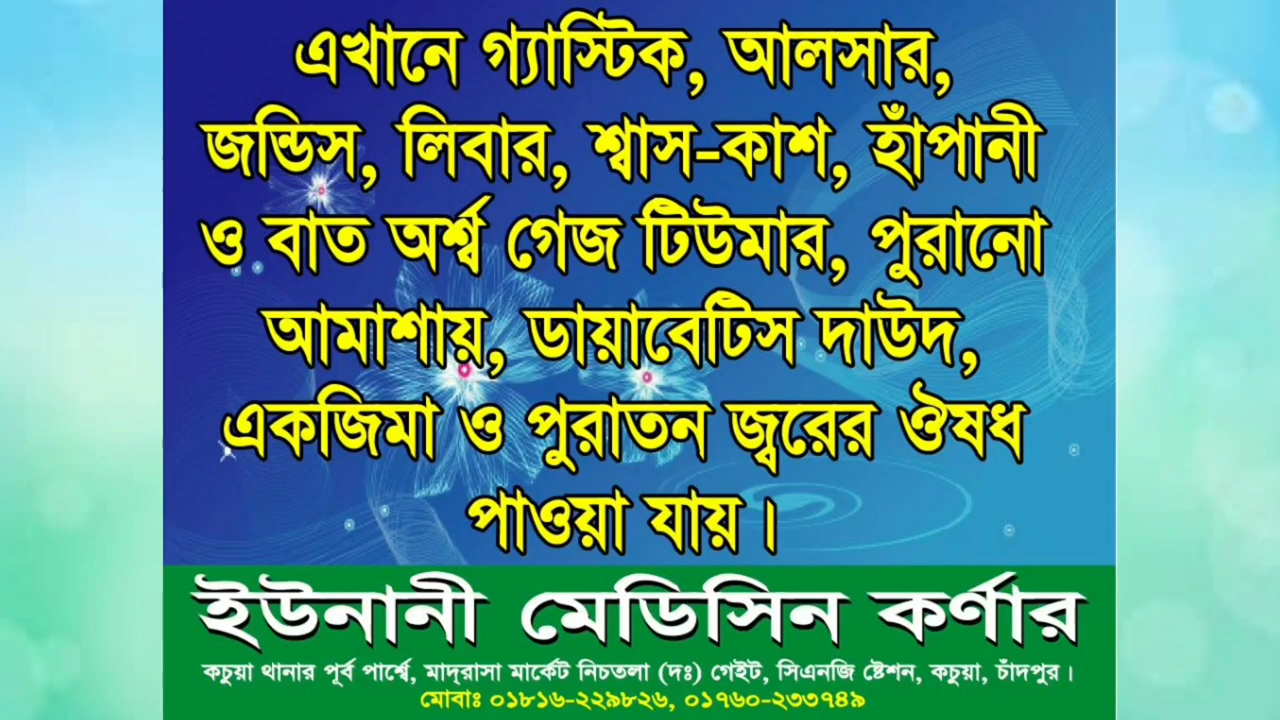 এখানে গ্যাস্টিক, আলসার,
জন্ডিস, লিবার, শ্বাস-কাশ, হাঁপানী
ও বাত অর্শ্ব গেজ টিউমার, পুরানো
আমাশায়, ডায়াবেটিস দাউদ,
একজিমা ও পুরাতন জ্বরের ঔষধ
পাওয়া যায়।
ইউনানী মেডিসিন কর্ণার
কচুয়া থানার পূর্ব পার্শ্বে, মাদ্‌রাসা মার্কেট নিচতলা (দঃ) গেইট, সিএনজি ষ্টেশন, কচুয়া, চাঁদপুর।
মোবাঃ ০১৮১৬-২২৯৮২৬, ০১৭৬০-২৩৩৭৪৯